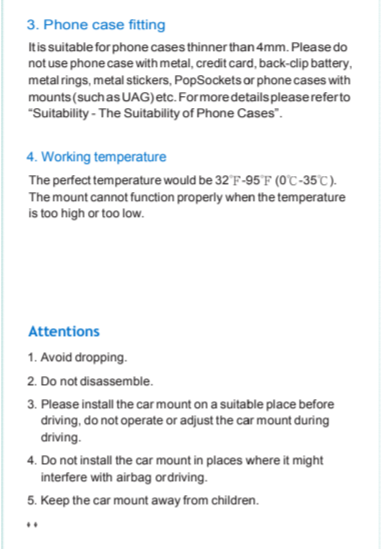 3. Phone case fitting
It is suitable for phone cases thinner than 4mm. Please do
not use phone case with metal, credit card, back-clip battery,
metal rings, metal stickers, PopSockets or phone cases with
mounts (such as UAG) etc. For more details please refer to
“Suitability - The Suitability of Phone Cases”.
4. Working temperature
The perfect temperature would be 32℉-95℉ (0℃-35℃).
The mount cannot function properly when the temperature
is too high or too low.
Attentions
1. Avoid dropping.
2. Do not disassemble.
3. Please install the car mount on a suitable place before
driving, do not operate or adjust the car mount during
driving.
4. Do not install the car mount in places where it might
interfere with airbag ordriving.
5. Keep the car mount away from children.